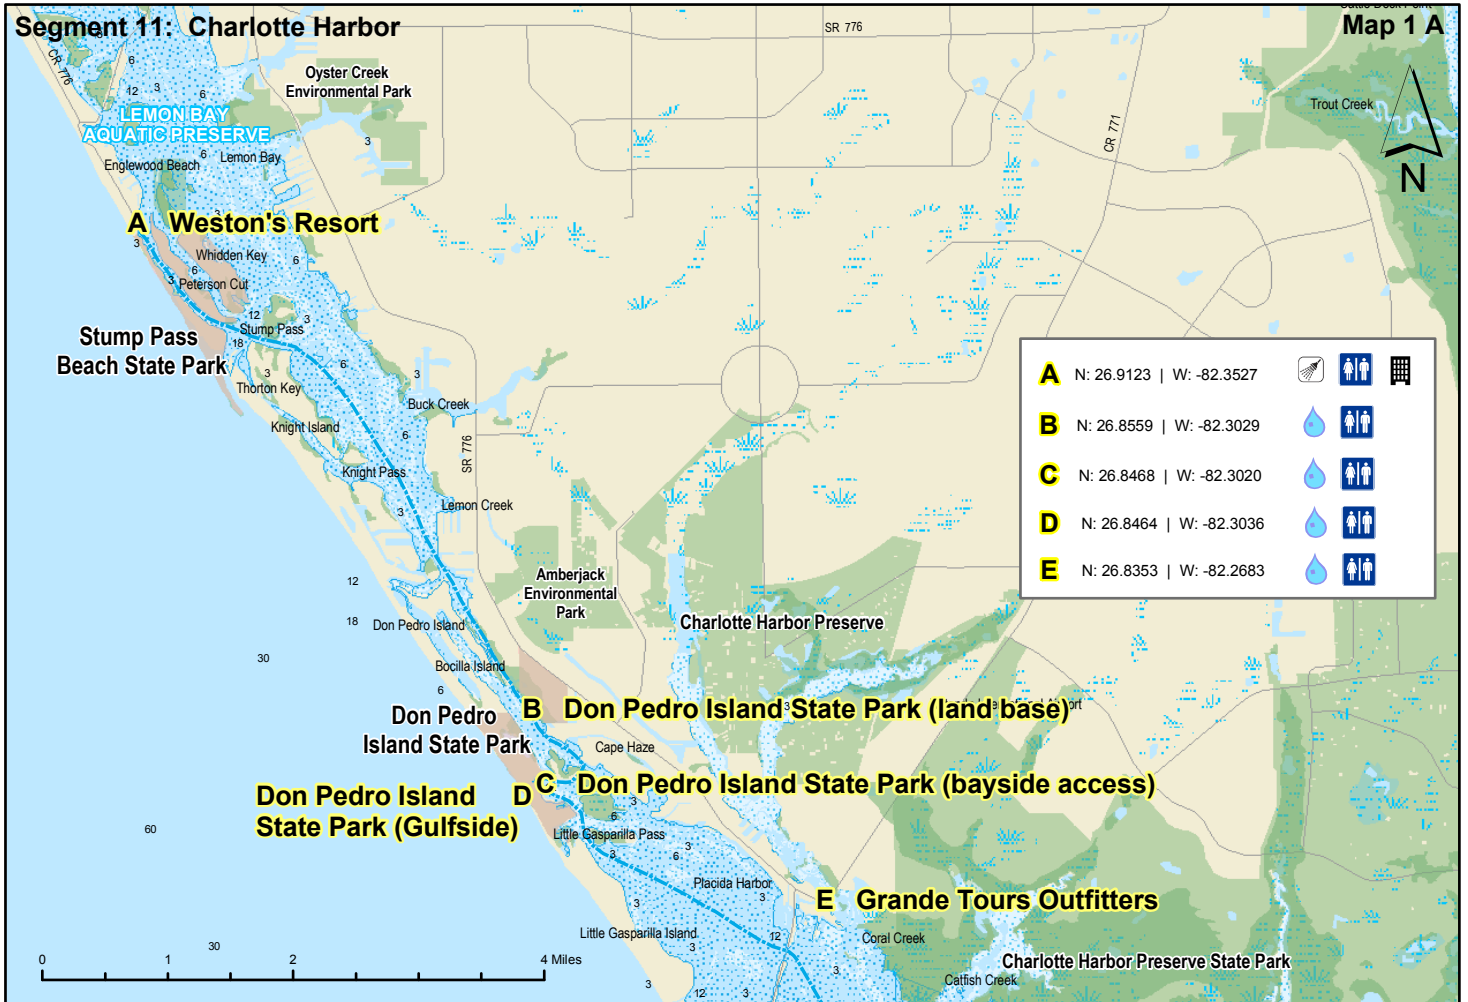 Segment 11: Charlotte Harbor
Map 1 A
SR 776
CR 776
Oyster Creek
Environmental Park
Trout Creek
CR 771
N
LEMON BAY
AQUATIC PRESERVE
Englewood Beach
Lemon Bay
A Weston's Resort
Whidden Key
Peterson Cut
Stump Pass
Stump Pass
Beach State Park
Thorton Key
Knight Island
Buck Creek
SR 776
Knight Pass
Lemon Creek
A N: 26.9123 | W: -82.3527
B N: 26.8559 | W: -82.3029
C N: 26.8468 | W: -82.3020
D N: 26.8464 | W: -82.3036
E N: 26.8353 | W: -82.2683
Amberjack
Environmental
Park
Charlotte Harbor Preserve
Don Pedro Island
Bocilla Island
B Don Pedro Island State Park (land base)
Don Pedro
Island State Park
Cape Haze
C Don Pedro Island State Park (bayside access)
D Don Pedro Island
State Park (Gulfside)
Little Gasparilla Pass
Placida Harbor
E Grande Tours Outfitters
Little Gasparilla Island
Coral Creek
Charlotte Harbor Preserve State Park
Catfish Creek
12
18
30
6
60
30
0 1 2 4 Miles